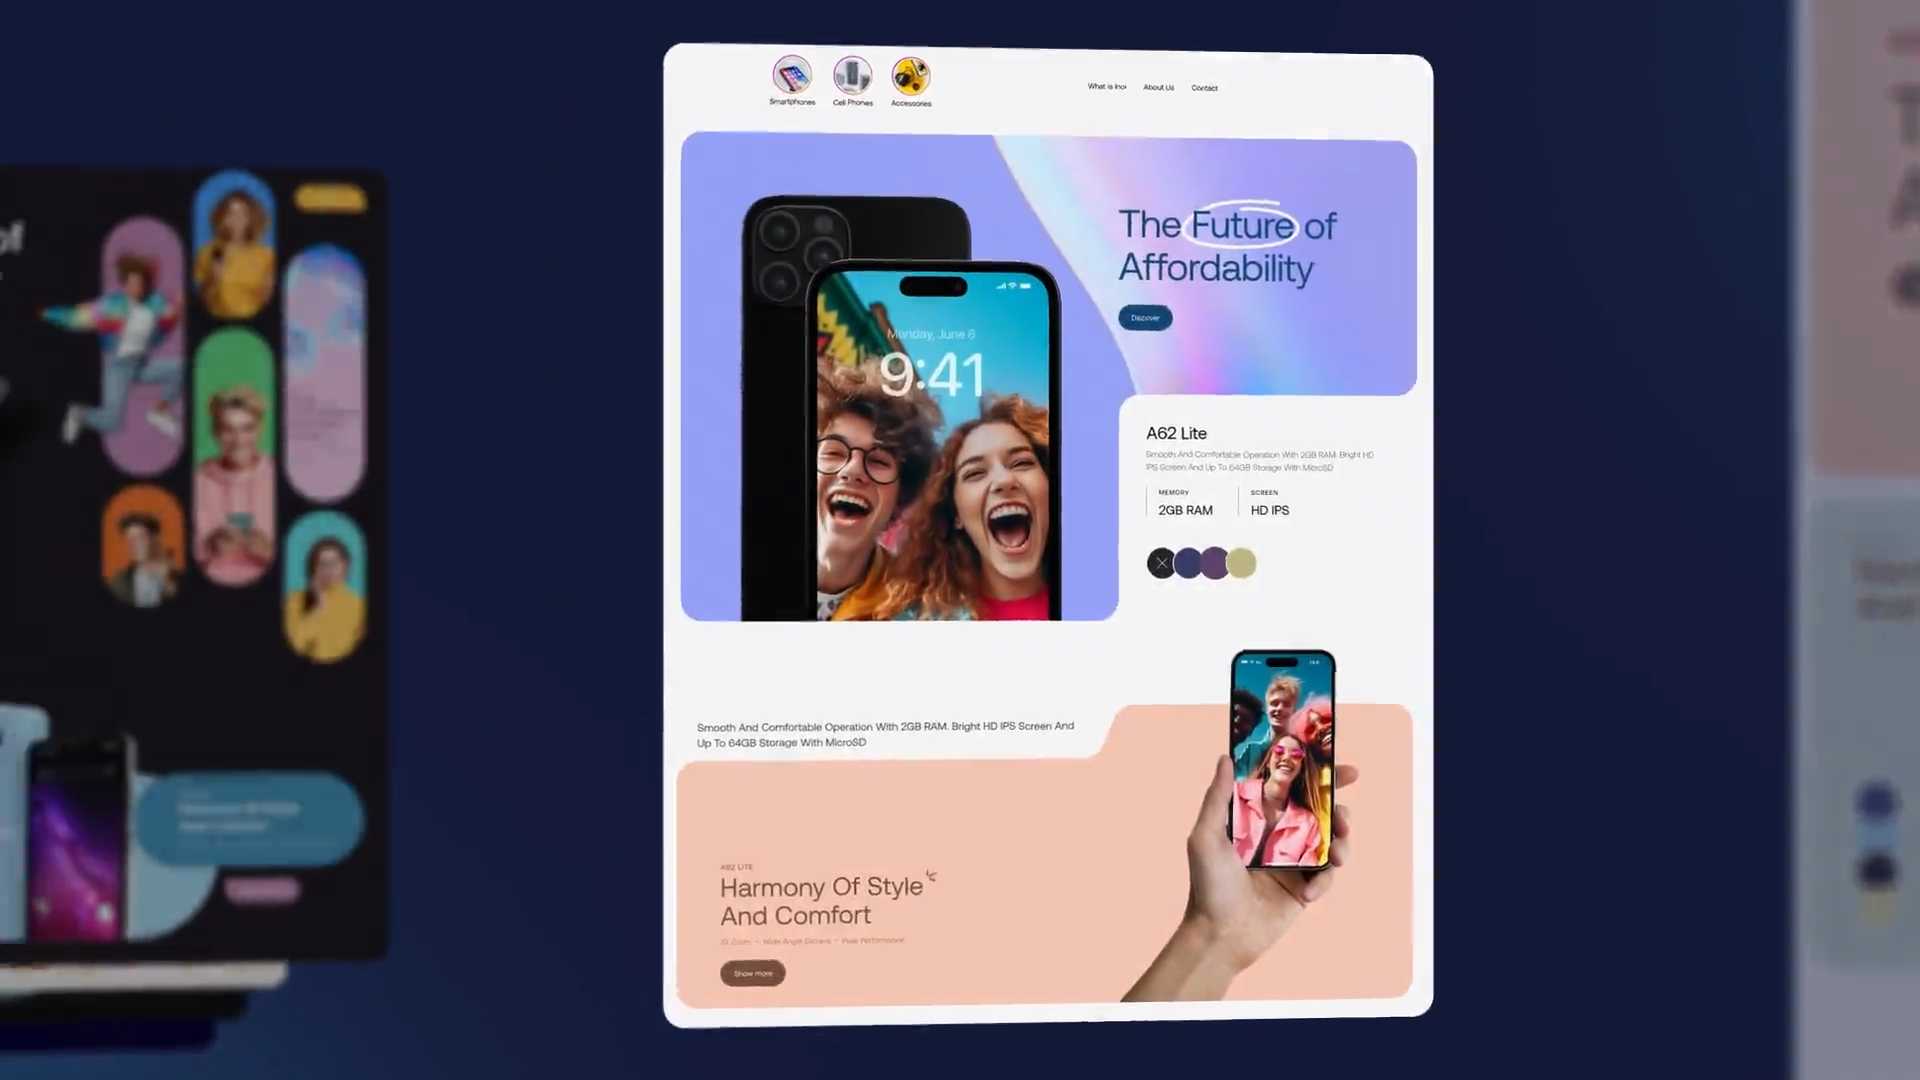 Smartphones
Cell Phones
Accessories
What is Inoi
About Us
Contact
The Future of
Affordability
Discover
Monday, June 6
9:41
A62 Lite
Smooth And Comfortable Operation With 2GB RAM. Bright HD
IPS Screen And Up To 64GB Storage With MicroSD
MEMORY
2GB RAM
SCREEN
HD IPS
Smooth And Comfortable Operation With 2GB RAM. Bright HD IPS Screen And
Up To 64GB Storage With MicroSD
A62 LITE
Harmony Of Style
And Comfort
Show more
of